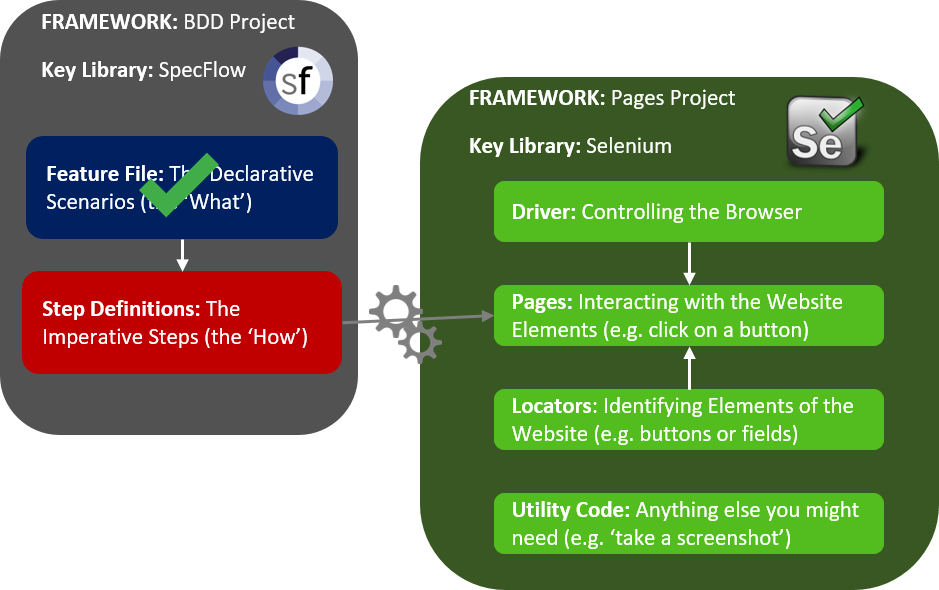 FRAMEWORK: BDD Project
Key Library: SpecFlow
sf
Feature File: The Declarative
Scenarios (the ‘What’)
Step Definitions: The
Imperative Steps (the ‘How’)
FRAMEWORK: Pages Project
Key Library: Selenium
Se
Driver: Controlling the Browser
Pages: Interacting with the Website
Elements (e.g. click on a button)
Locators: Identifying Elements of the
Website (e.g. buttons or fields)
Utility Code: Anything else you might
need (e.g. ‘take a screenshot’)